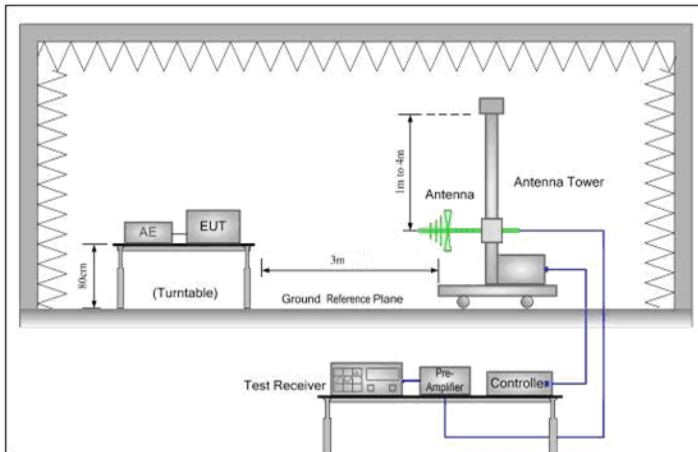 1m to 4m
Antenna
Antenna Tower
AE
EUT
80cm
(Turntable)
3m
Ground Reference Plane
Test Receiver
Pre-
Amplifier
Controller